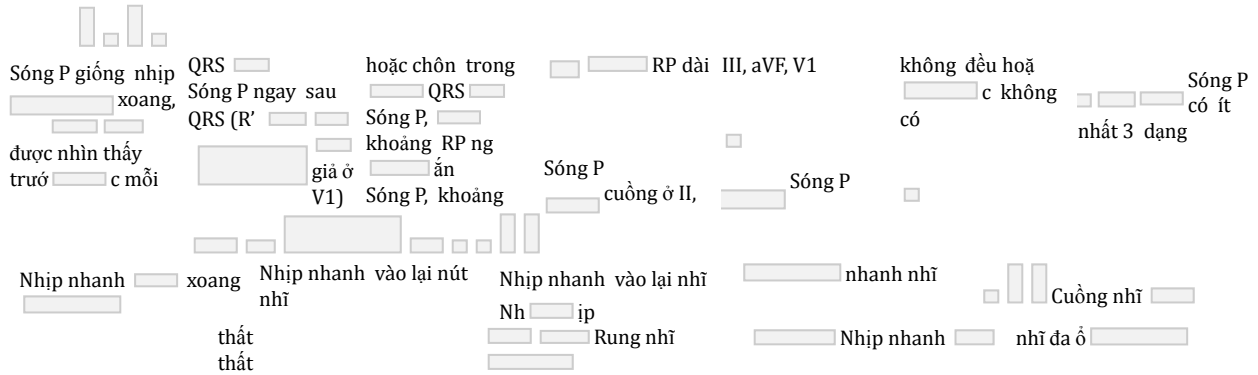 Sóng P giống nhịp
xoang,
được nhìn thấy
trướ c mỗi
QRS
Sóng P ngay sau
QRS (R’
giả ở
V1)
hoặc chôn trong
QRS
Sóng P,
khoảng RP ng
ắn
Sóng P, khoảng
RP dài III, aVF, V1
Sóng P
cuồng ở II,
Sóng P
không đều hoặ
c không
có
Sóng P
có ít
nhất 3 dạng
Nhịp nhanh xoang
Nhịp nhanh vào lại nút
nhĩ
thất
thất
Nhịp nhanh vào lại nhĩ
Nh ịp
Rung nhĩ
nhanh nhĩ
Cuồng nhĩ
Nhịp nhanh nhĩ đa ổ